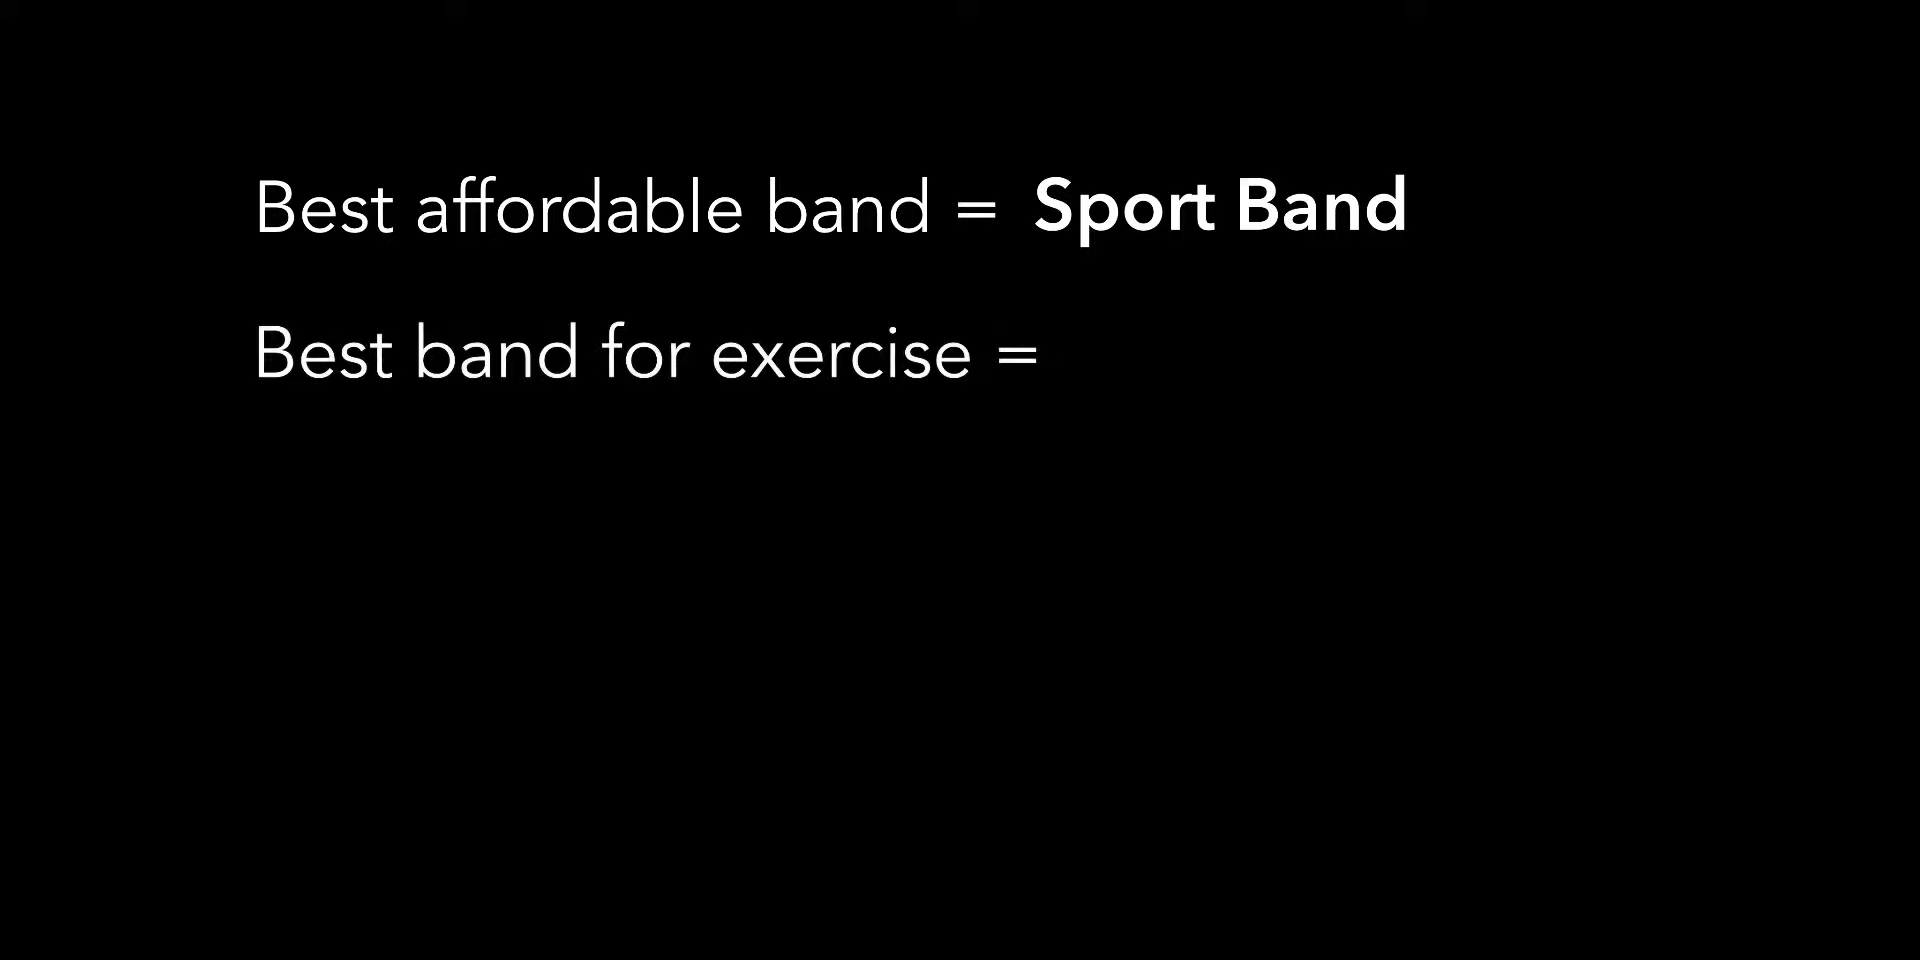 Best affordable band = Sport Band
Best band for exercise =